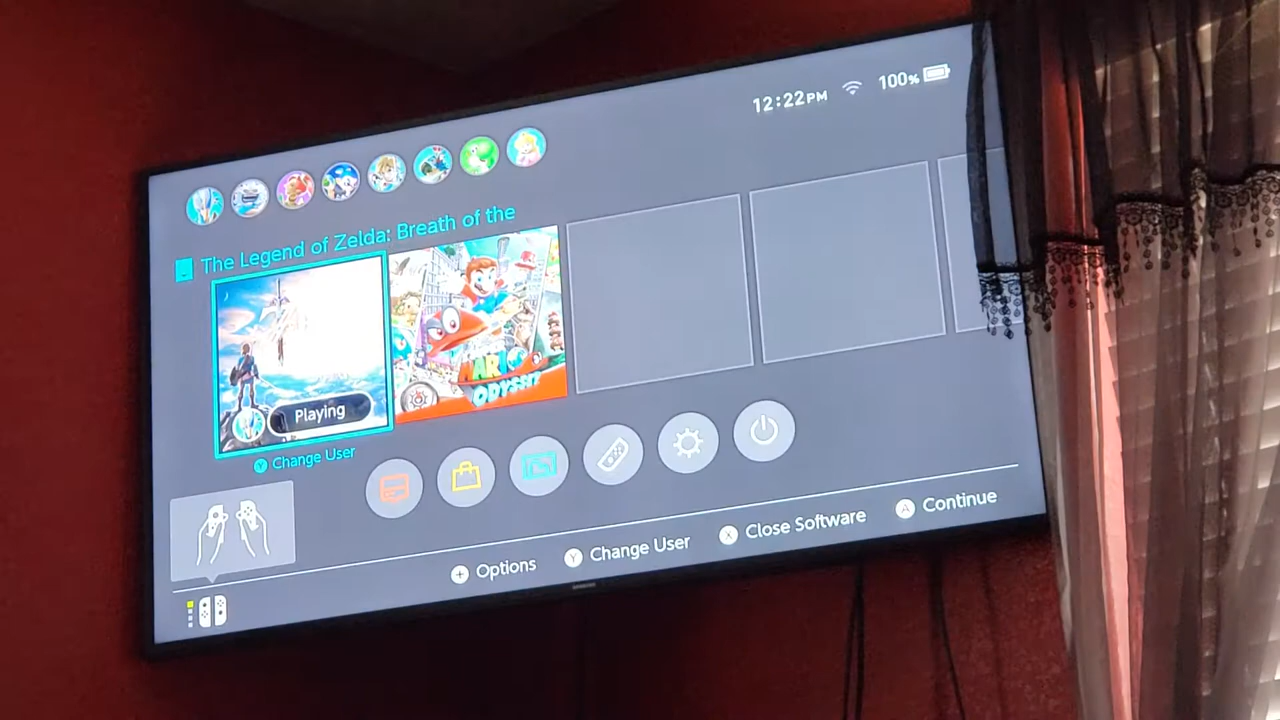 12:22PM 100%
The Legend of Zelda: Breath of the
MARIO
ODYSSEY
Playing
Y Change User
+ Options Y Change User X Close Software A Continue
SAMSUNG